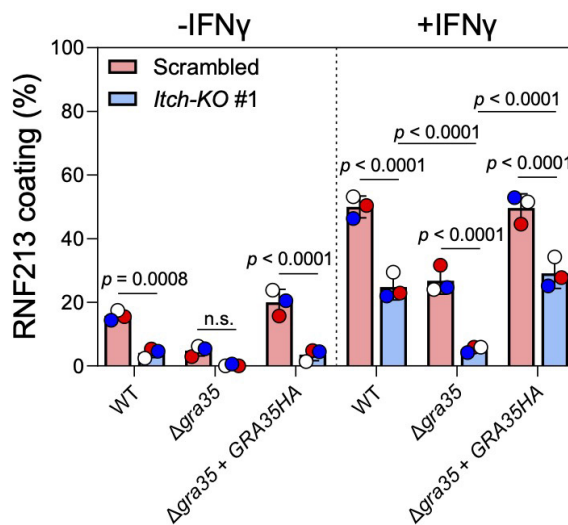 -IFNγ +IFNγ
RNF213 coating (%)
100
80
60
40
20
0
Scrambled
Itch-KO #1
p = 0.0008
n.s.
p < 0.0001
p < 0.0001
p < 0.0001
p < 0.0001
p < 0.0001
p < 0.0001
WT
Δgra35
Δgra35 + GRA35HA
WT
Δgra35
Δgra35 + GRA35HA